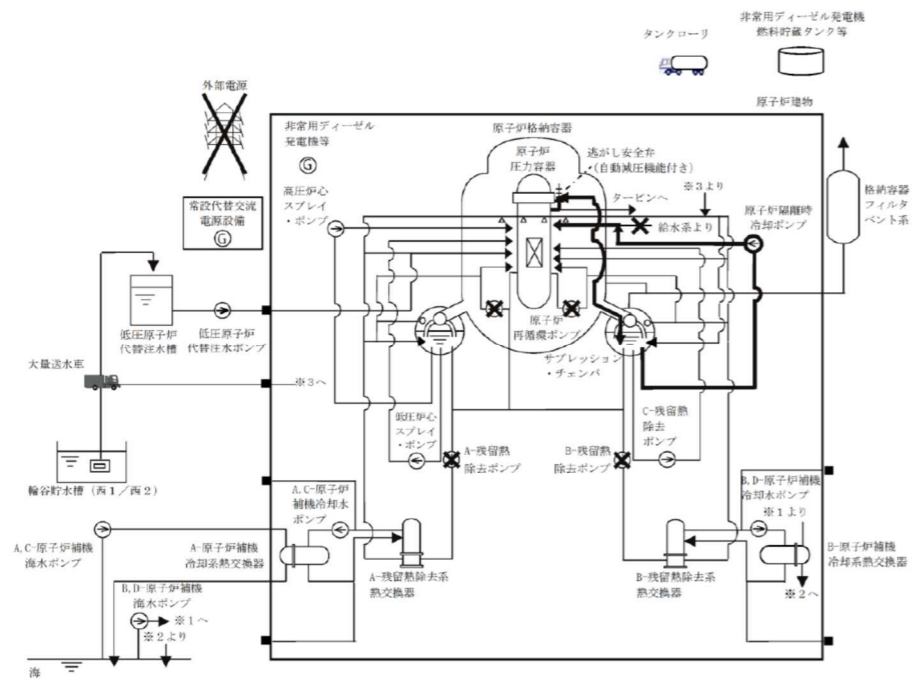 タンクローリ
非常用ディーゼル発電機
燃料貯蔵タンク等
外部電源
原子炉建物
非常用ディーゼル
発電機等
G
原子炉格納容器
原子炉
圧力容器
逃がし安全弁
(自動減圧機能付き)
タービンへ
※3より
給水系より
原子炉隔離時
冷却ポンプ
格納容器
フィルタ
ベント系
高圧炉心
スプレイ
・ポンプ
常設代替交流
電源設備
G
低圧原子炉
代替注水槽
低圧原子炉
代替注水ポンプ
原子炉
再循環ポンプ
サプレッション
・チェンバ
大量送水車
※3へ
低圧炉心
スプレイ
・ポンプ
C-残留熱
除去
ポンプ
A-残留熱
除去ポンプ
B-残留熱
除去ポンプ
輪谷貯水槽(西1/西2)
A,C-原子炉
補機冷却水
ポンプ
B,D-原子炉補機
冷却水ポンプ
※1より
A,C-原子炉補機
海水ポンプ
A-原子炉補機
冷却系熱交換器
A-残留熱除去系
熱交換器
B-残留熱除去系
熱交換器
B-原子炉補機
冷却系熱交換器
※2へ
B,D-原子炉補機
海水ポンプ
※1へ
※2より
海